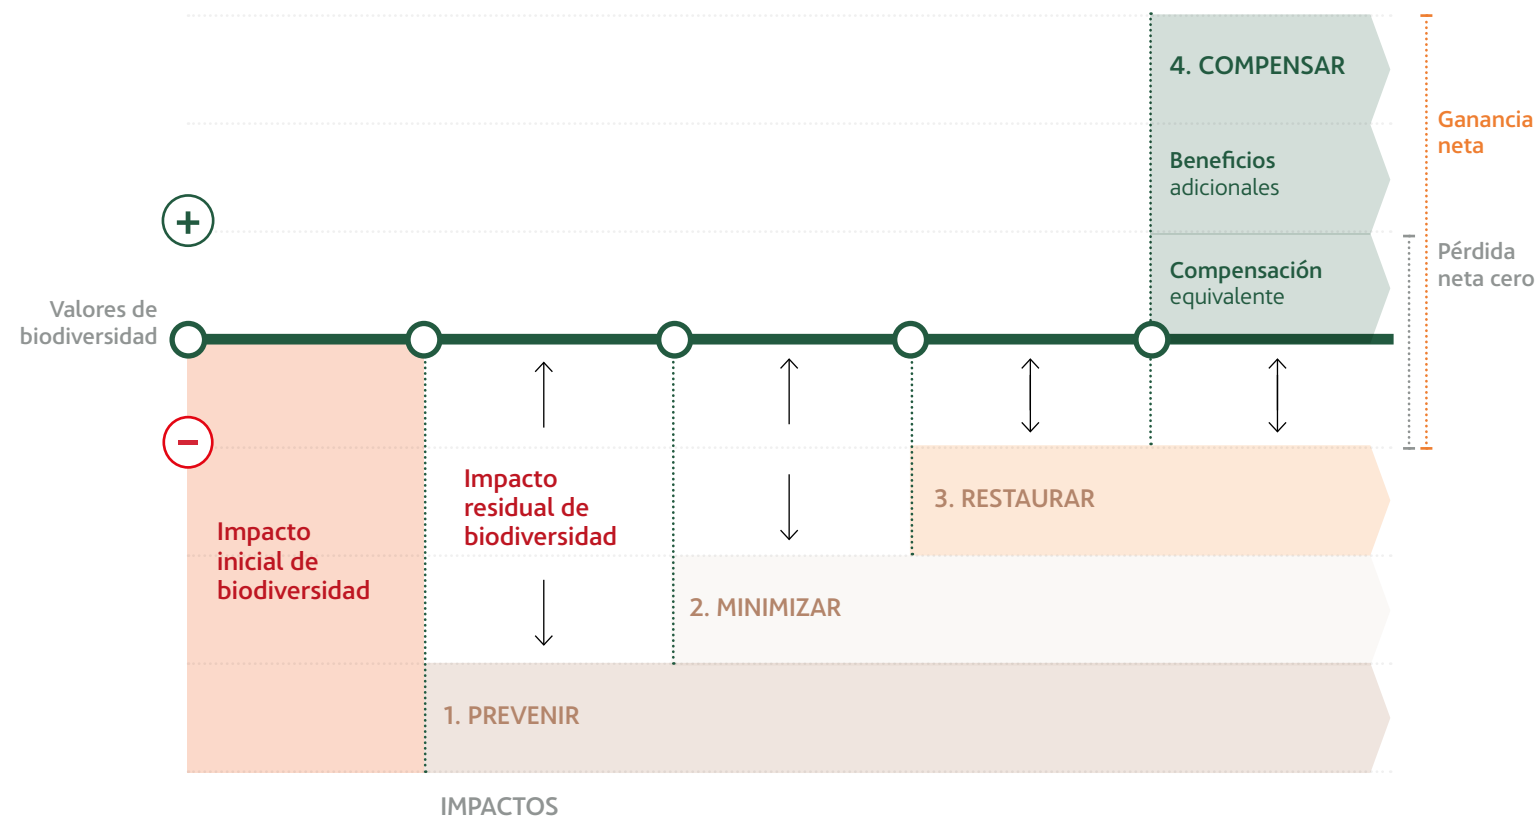 4. COMPENSAR
Ganancia
neta
Beneficios
adicionales
+
Pérdida
neta cero
Compensación
equivalente
Valores de
biodiversidad
−
Impacto
inicial de
biodiversidad
Impacto
residual de
biodiversidad
3. RESTAURAR
2. MINIMIZAR
1. PREVENIR
IMPACTOS